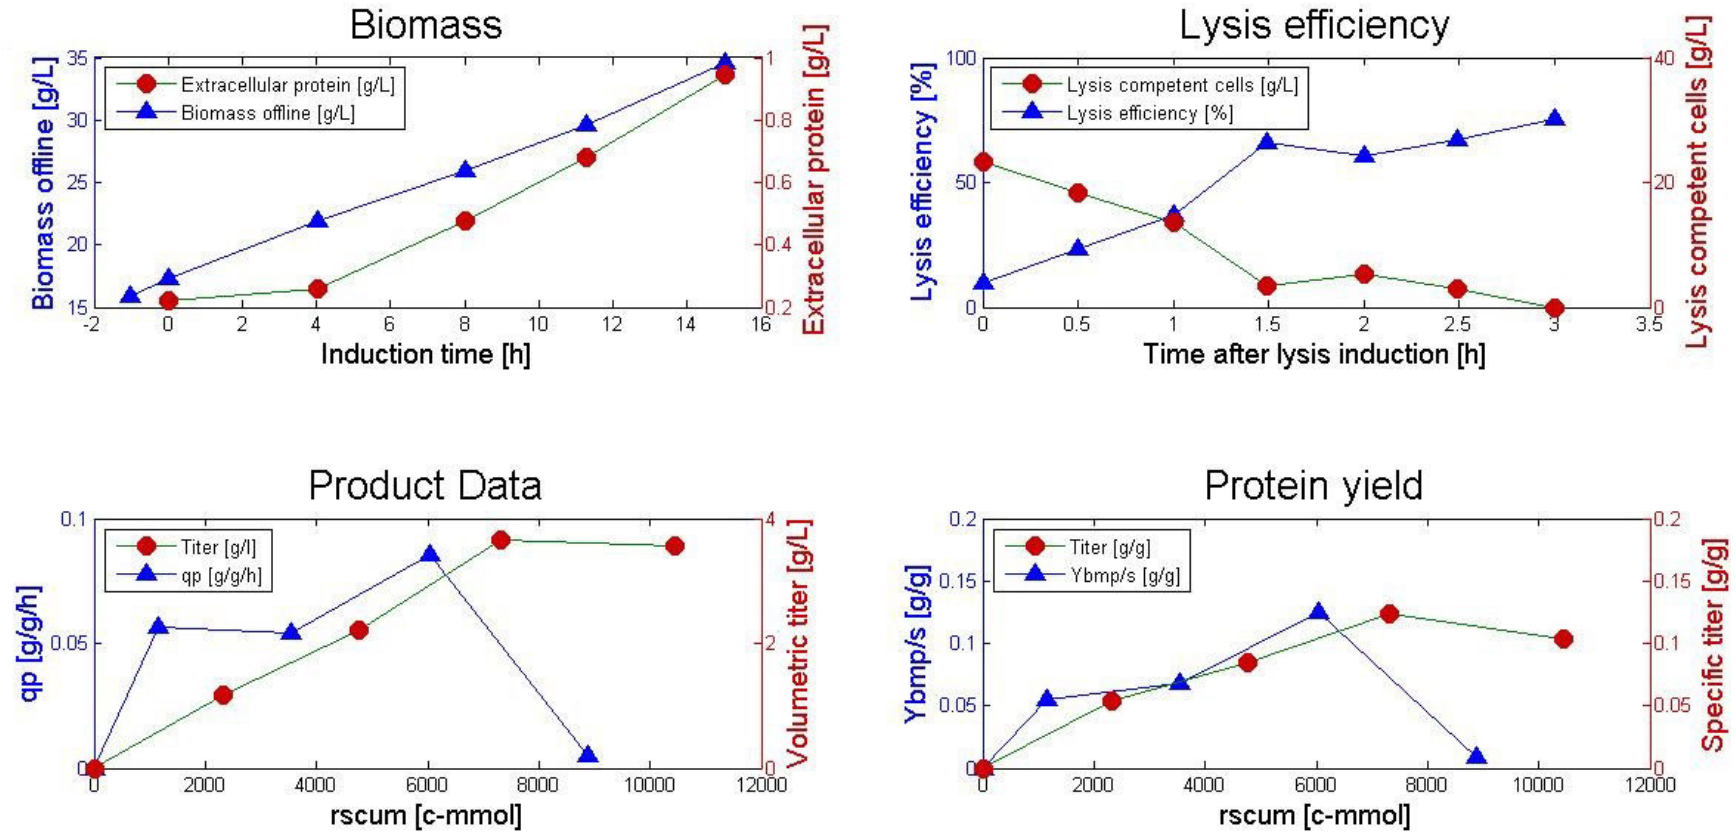 Biomass
Biomass offline [g/L]
35
30
25
20
15
Extracellular protein [g/L]
Biomass offline [g/L]
1
0.8
0.6
0.4
0.2
Extracellular protein [g/L]
-2 0 2 4 6 8 10 12 14 16
Induction time [h]
Lysis efficiency
Lysis efficiency [%]
100
50
0
Lysis competent cells [g/L]
Lysis efficiency [%]
40
20
0
Lysis competent cells [g/L]
0 0.5 1 1.5 2 2.5 3 3.5
Time after lysis induction [h]
Product Data
qp [g/g/h]
0.1
0.05
0
Titer [g/l]
qp [g/g/h]
4
2
0
Volumetric titer [g/L]
0 2000 4000 6000 8000 10000 12000
rscum [c-mmol]
Protein yield
Ybmp/s [g/g]
0.2
0.15
0.1
0.05
0
Titer [g/g]
Ybmp/s [g/g]
0.2
0.15
0.1
0.05
0
Specific titer [g/g]
0 2000 4000 6000 8000 10000 12000
rscum [c-mmol]